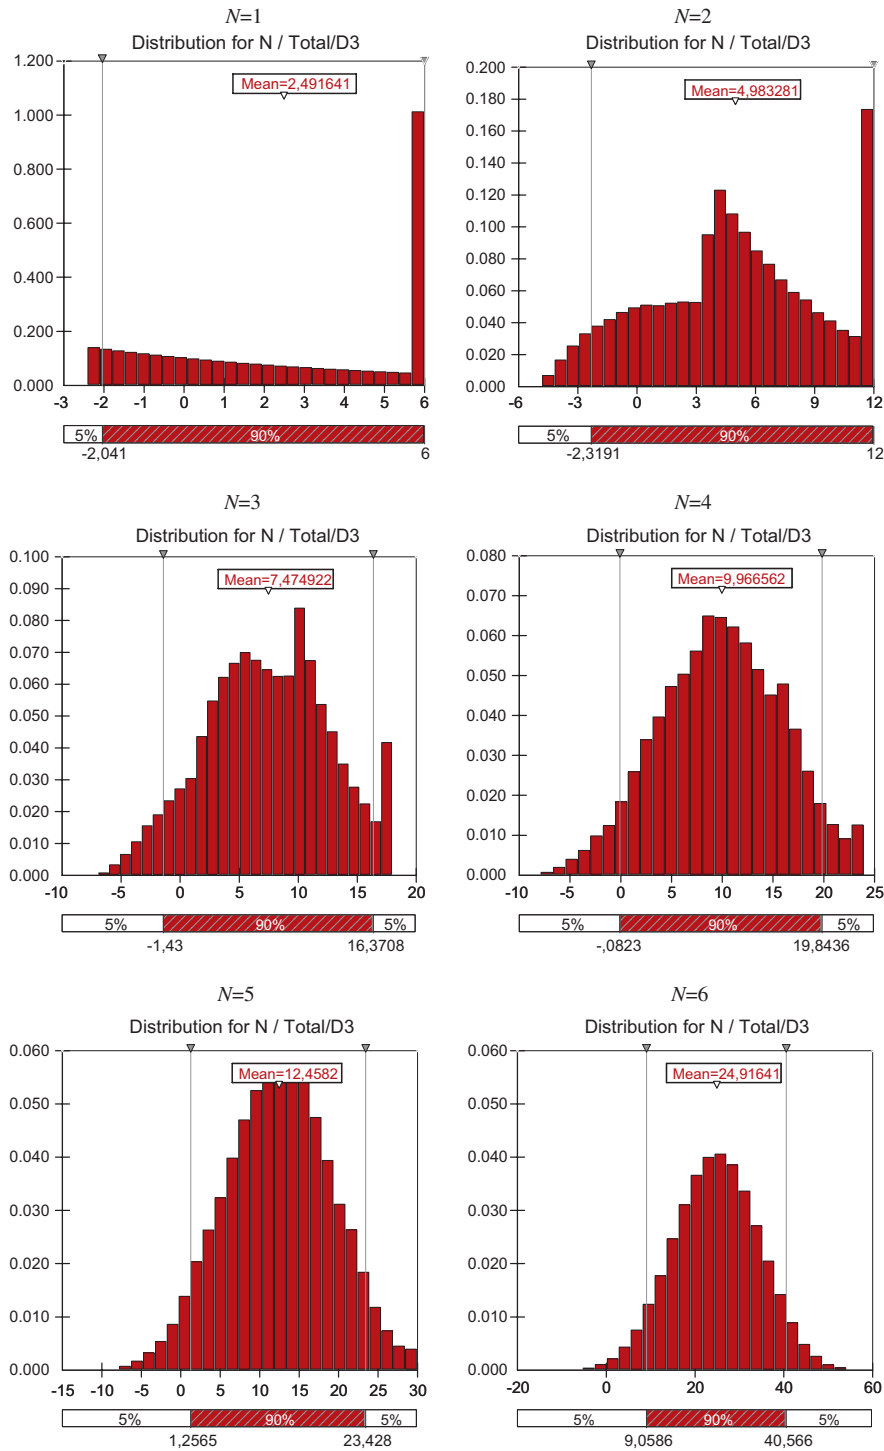 N=1
Distribution for N / Total/D3
1.200
1.000
0.800
0.600
0.400
0.200
0.000
Mean=2,491641
-3 -2 -1 0 1 2 3 4 5 6
5% 90%
-2,041 6
N=2
Distribution for N / Total/D3
0.200
0.180
0.160
0.140
0.120
0.100
0.080
0.060
0.040
0.020
0.000
Mean=4,983281
-6 -3 0 3 6 9 12
5% 90%
-2,3191 12
N=3
Distribution for N / Total/D3
0.100
0.090
0.080
0.070
0.060
0.050
0.040
0.030
0.020
0.010
0.000
Mean=7,474922
-10 -5 0 5 10 15 20
5% 90% 5%
-1,43 16,3708
N=4
Distribution for N / Total/D3
0.080
0.070
0.060
0.050
0.040
0.030
0.020
0.010
0.000
Mean=9,966562
-10 -5 0 5 10 15 20 25
5% 90% 5%
-,0823 19,8436
N=5
Distribution for N / Total/D3
0.060
0.050
0.040
0.030
0.020
0.010
0.000
Mean=12,4582
-15 -10 -5 0 5 10 15 20 25 30
5% 90% 5%
1,2565 23,428
N=6
Distribution for N / Total/D3
0.060
0.050
0.040
0.030
0.020
0.010
0.000
Mean=24,91641
-20 0 20 40 60
5% 90% 5%
9,0586 40,566